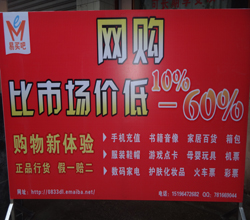 易买吧
网购
比市场价低10%－60%
购物新体验
正品行货 假一赔二
手机充值 书籍音像 家居百货 箱包
服装鞋帽 游戏点卡 母婴玩具 机票
数码家电 护肤化妆品 火车票 彩票